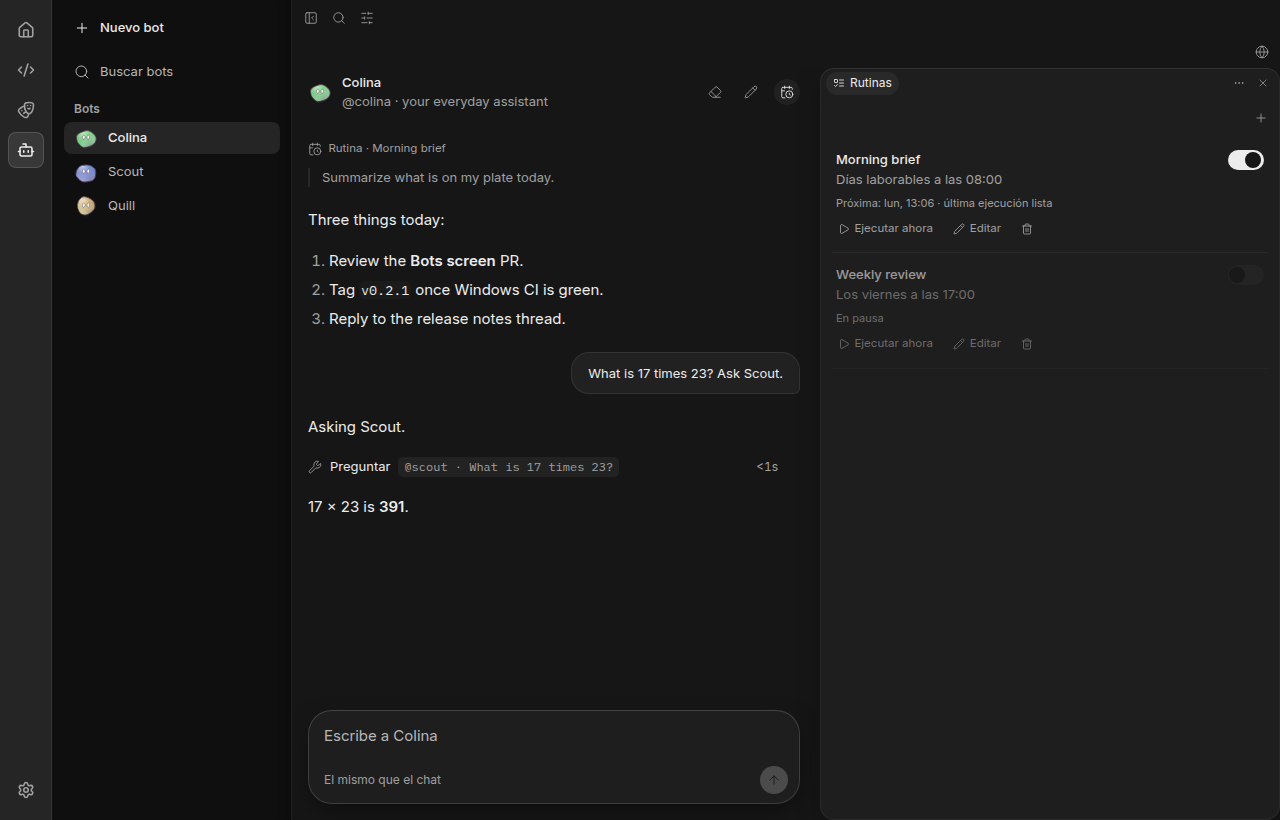 Nuevo bot
Buscar bots
Bots
Colina
Scout
Quill
Colina
@colina · your everyday assistant
Rutina · Morning brief
Summarize what is on my plate today.
Three things today:
1. Review the Bots screen PR.
2. Tag v0.2.1 once Windows CI is green.
3. Reply to the release notes thread.
What is 17 times 23? Ask Scout.
Asking Scout.
Preguntar @scout · What is 17 times 23? <1s
17 × 23 is 391.
Escribe a Colina
El mismo que el chat
Rutinas
Morning brief
Días laborables a las 08:00
Próxima: lun, 13:06 · última ejecución lista
Ejecutar ahora Editar
Weekly review
Los viernes a las 17:00
En pausa
Ejecutar ahora Editar